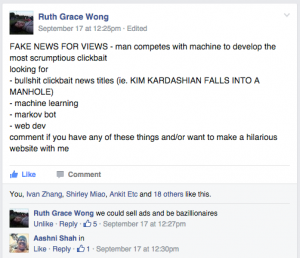 Ruth Grace Wong
September 17 at 12:25pm · Edited
FAKE NEWS FOR VIEWS - man competes with machine to develop the
most scrumptious clickbait
looking for
- bullshit clickbait news titles (ie. KIM KARDASHIAN FALLS INTO A
MANHOLE)
- machine learning
- markov bot
- web dev
comment if you have any of these things and/or want to make a hilarious
website with me
Like Comment
You, Ivan Zhang, Shirley Miao, Ankit Etc and 18 others like this.
Ruth Grace Wong we could sell ads and be bazillionaires
Unlike · Reply · 5 · September 17 at 12:27pm
Aashni Shah in
Like · Reply · 1 · September 17 at 12:30pm